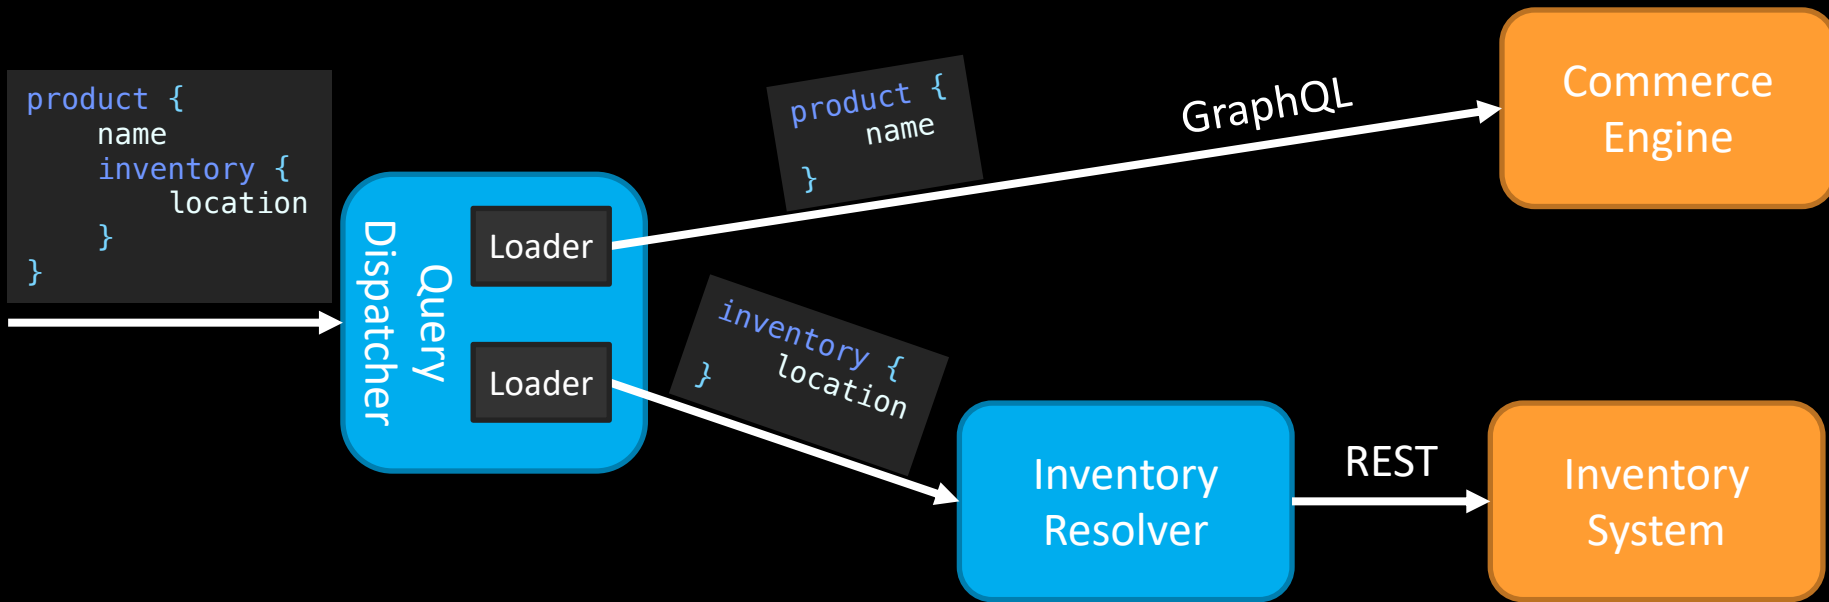 product {
name
inventory {
location
}
}
Query
Dispatcher
Loader
Loader
product {
name
}
GraphQL
Commerce
Engine
inventory {
location
}
Inventory
Resolver
REST
Inventory
System